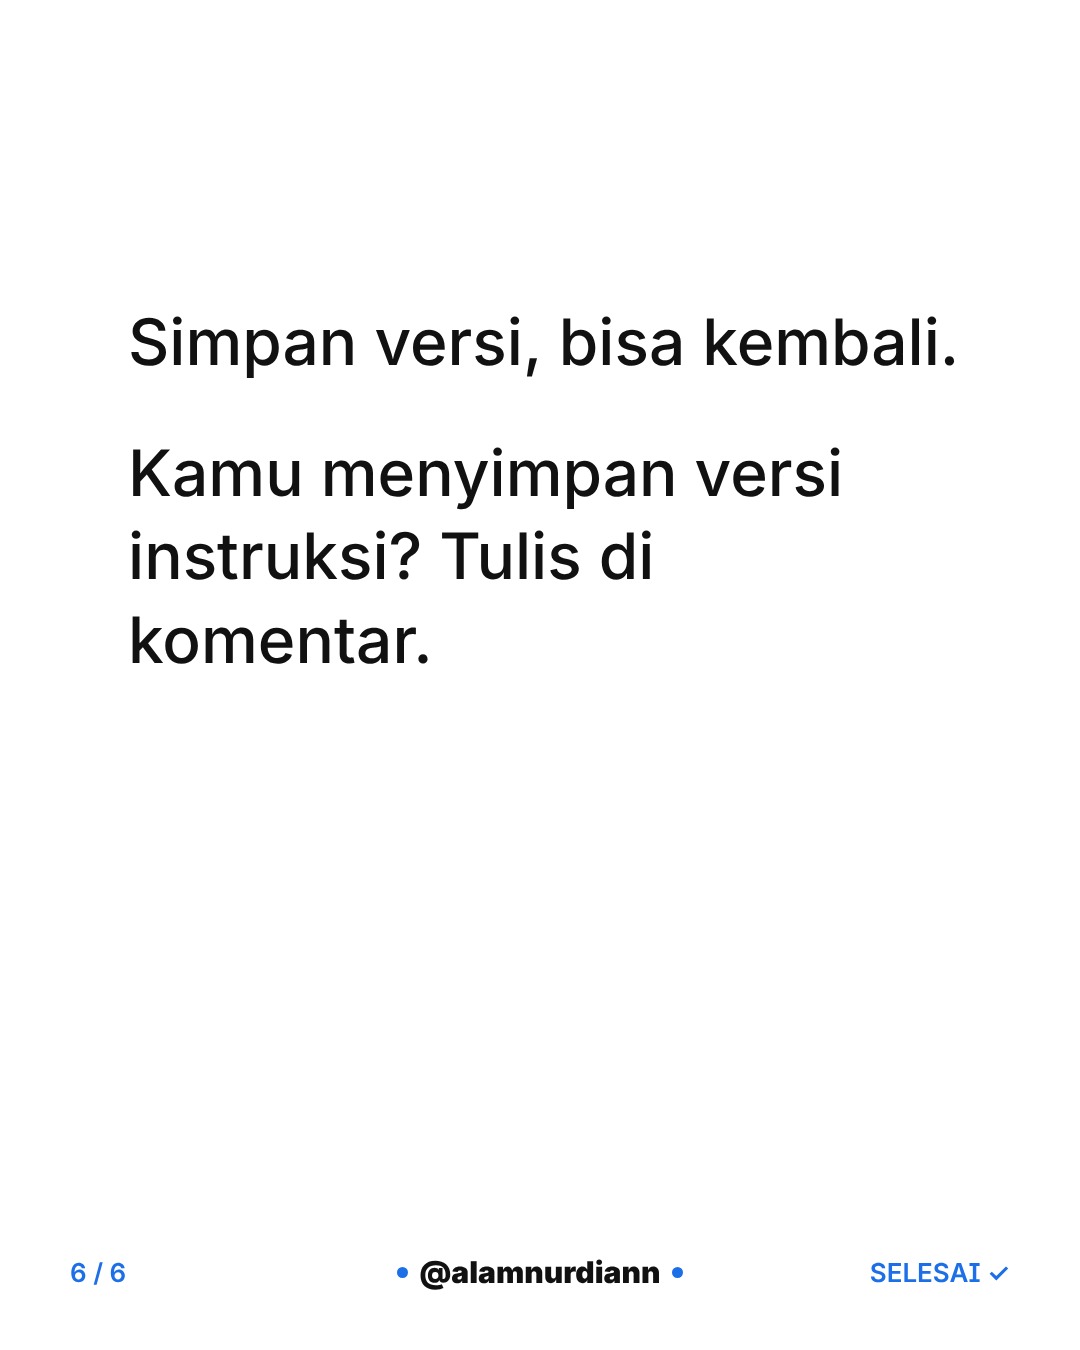 Simpan versi, bisa kembali.
Kamu menyimpan versi
instruksi? Tulis di
komentar.
6 / 6
• @alamnurdiann •
SELESAI ✓